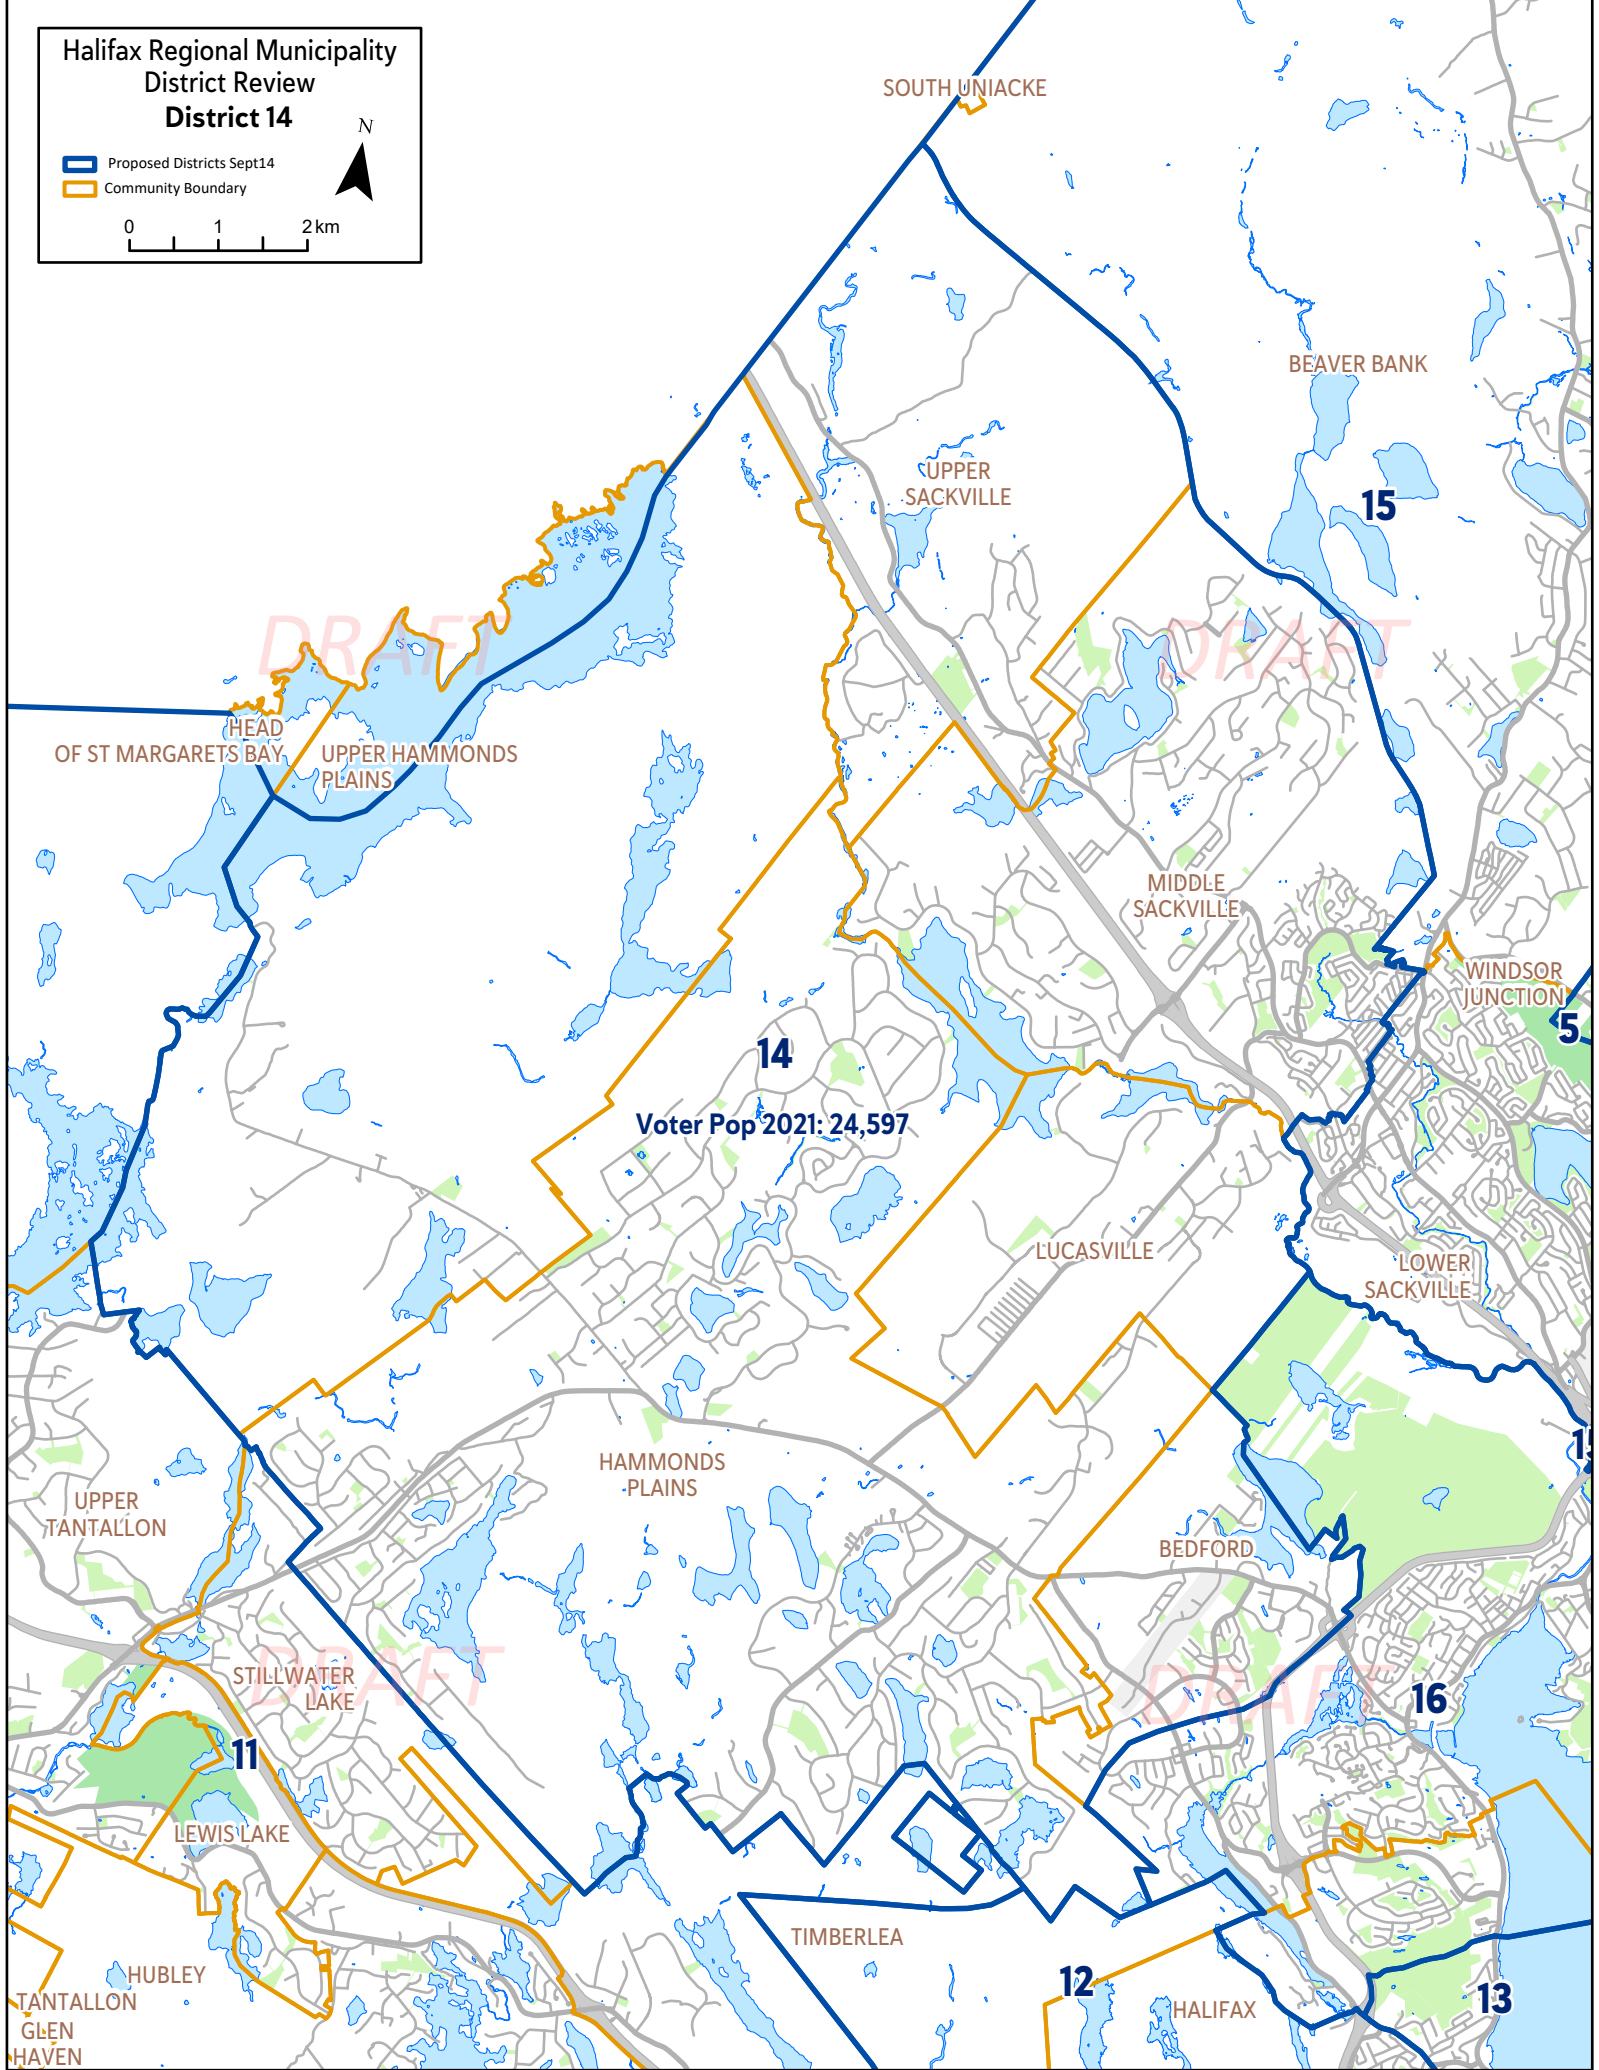 Halifax Regional Municipality
District Review
District 14
N
Proposed Districts Sept14
Community Boundary
0 1 2 km
SOUTH UNIACKE
BEAVER BANK
UPPER
SACKVILLE
15
DRAFT
DRAFT
HEAD
OF ST MARGARETS BAY
UPPER HAMMONDS
PLAINS
MIDDLE
SACKVILLE
WINDSOR
JUNCTION
5
14
Voter Pop 2021: 24,597
LUCASVILLE
LOWER
SACKVILLE
HAMMONDS
PLAINS
UPPER
TANTALLON
BEDFORD
STILLWATER
LAKE
DRAFT
DRAFT
16
11
LEWIS LAKE
TIMBERLEA
HUBLEY
12
TANTALLON
GLEN
HAVEN
HALIFAX
13